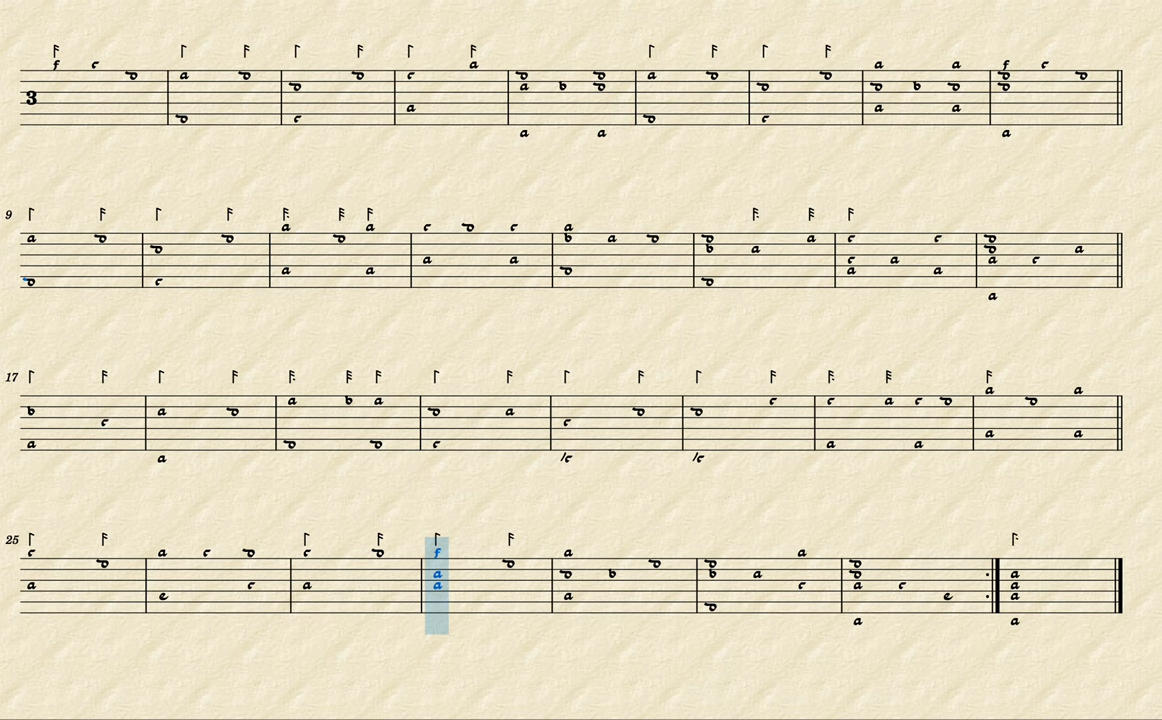 f c a a a f c
d a d d c d d a d d d d
d a b d d d b d d
3
a a a
d c d c
a a a
9
a a c d c a
a d d d b a d d a c c d
d b a d a
a a c a a c
a a d a a
d c d
a
17
a a
a b a c c a c d d
b a d d a d d
c c
a a
a d d c a a
a /c /c
25
c a c d c d f a a
d d d d d
a d b b a d a
a c a a c a c a
e a e a
d
a a